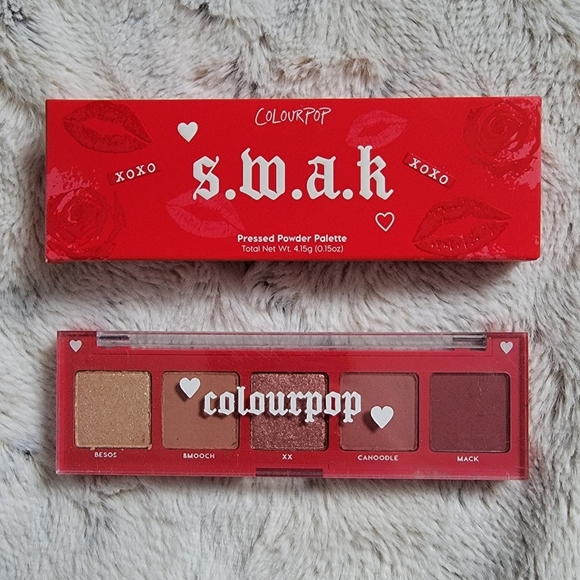 COLOURPOP
s.w.a.k
XOXO
XOXO
Pressed Powder Palette
Total Net Wt. 4.15g (0.15oz)
colourpop
BESOS
SMOOCH
XX
CANOODLE
MACK